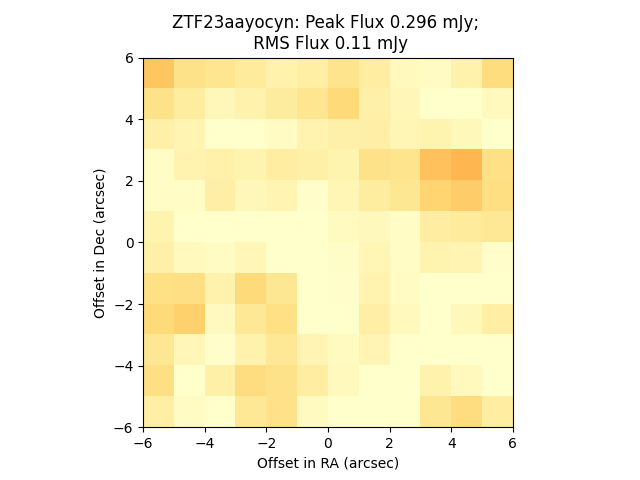 ZTF23aayocyn: Peak Flux 0.296 mJy;
RMS Flux 0.11 mJy
6
4
2
0
−2
−4
−6
Offset in Dec (arcsec)
−6 −4 −2 0 2 4 6
Offset in RA (arcsec)